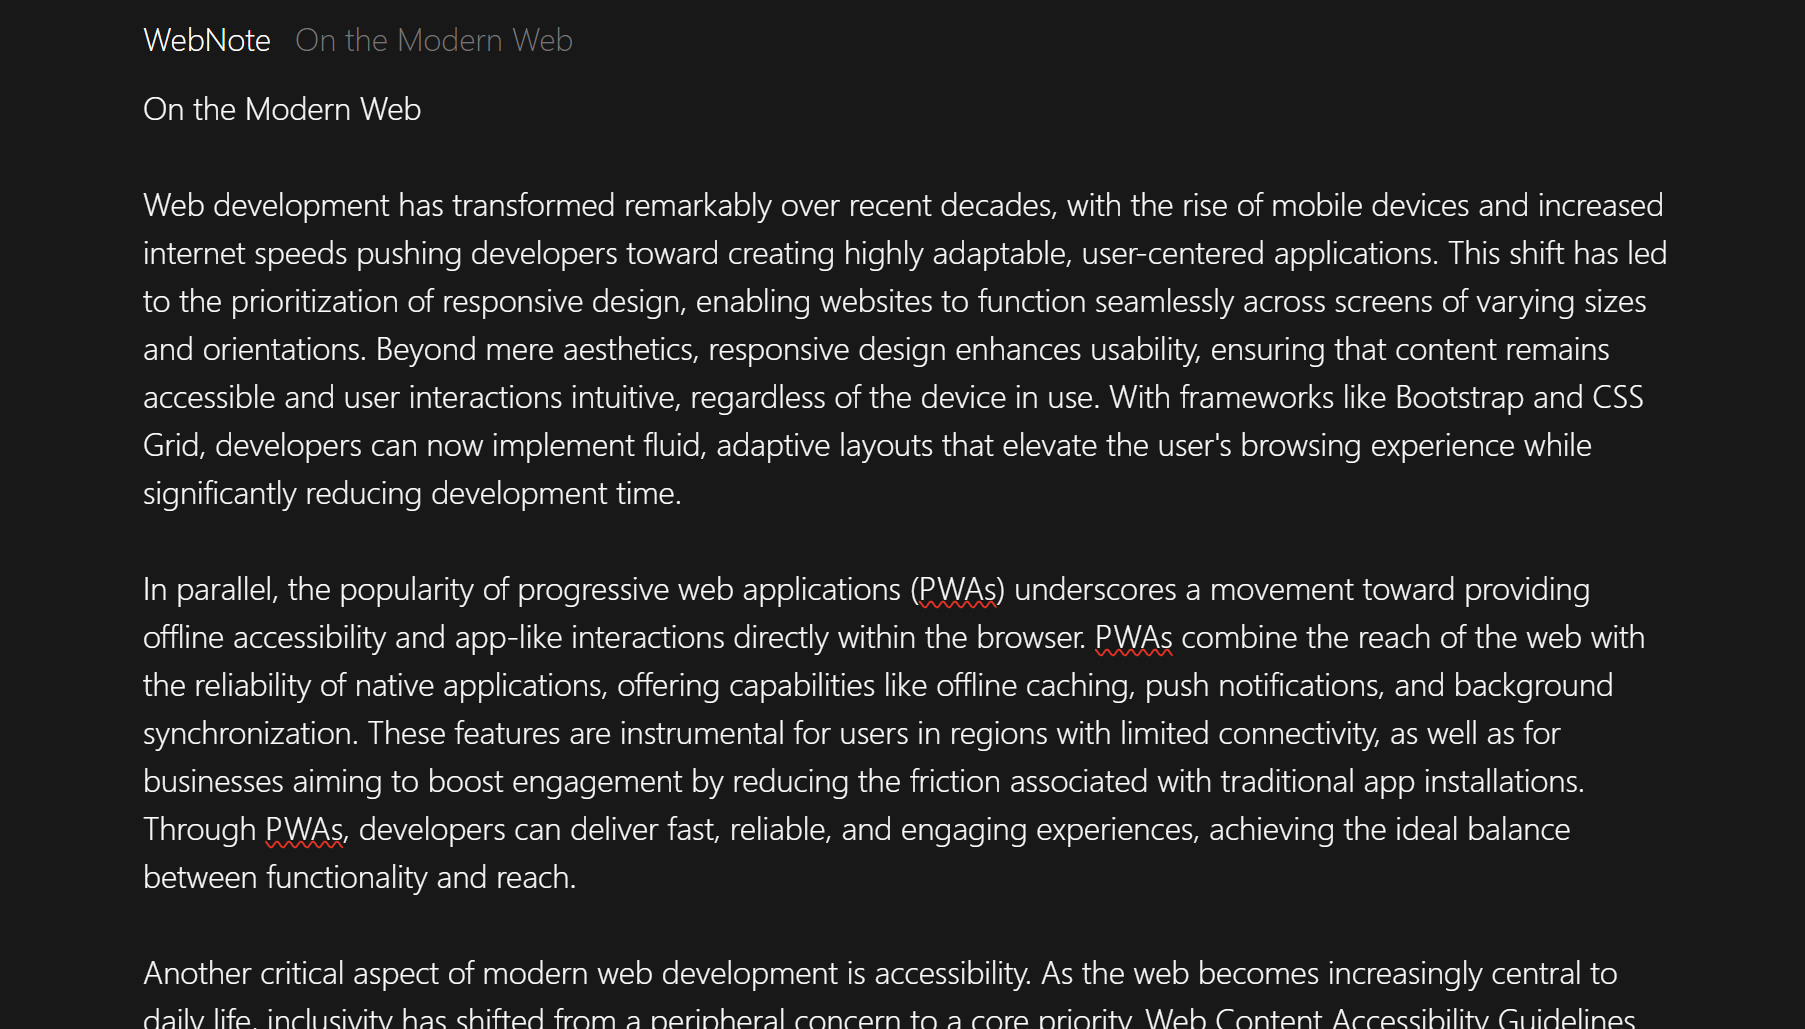 WebNote On the Modern Web
On the Modern Web
Web development has transformed remarkably over recent decades, with the rise of mobile devices and increased
internet speeds pushing developers toward creating highly adaptable, user-centered applications. This shift has led
to the prioritization of responsive design, enabling websites to function seamlessly across screens of varying sizes
and orientations. Beyond mere aesthetics, responsive design enhances usability, ensuring that content remains
accessible and user interactions intuitive, regardless of the device in use. With frameworks like Bootstrap and CSS
Grid, developers can now implement fluid, adaptive layouts that elevate the user's browsing experience while
significantly reducing development time.
In parallel, the popularity of progressive web applications (PWAs) underscores a movement toward providing
offline accessibility and app-like interactions directly within the browser. PWAs combine the reach of the web with
the reliability of native applications, offering capabilities like offline caching, push notifications, and background
synchronization. These features are instrumental for users in regions with limited connectivity, as well as for
businesses aiming to boost engagement by reducing the friction associated with traditional app installations.
Through PWAs, developers can deliver fast, reliable, and engaging experiences, achieving the ideal balance
between functionality and reach.
Another critical aspect of modern web development is accessibility. As the web becomes increasingly central to
daily life, inclusivity has shifted from a peripheral concern to a core priority. Web Content Accessibility Guidelines